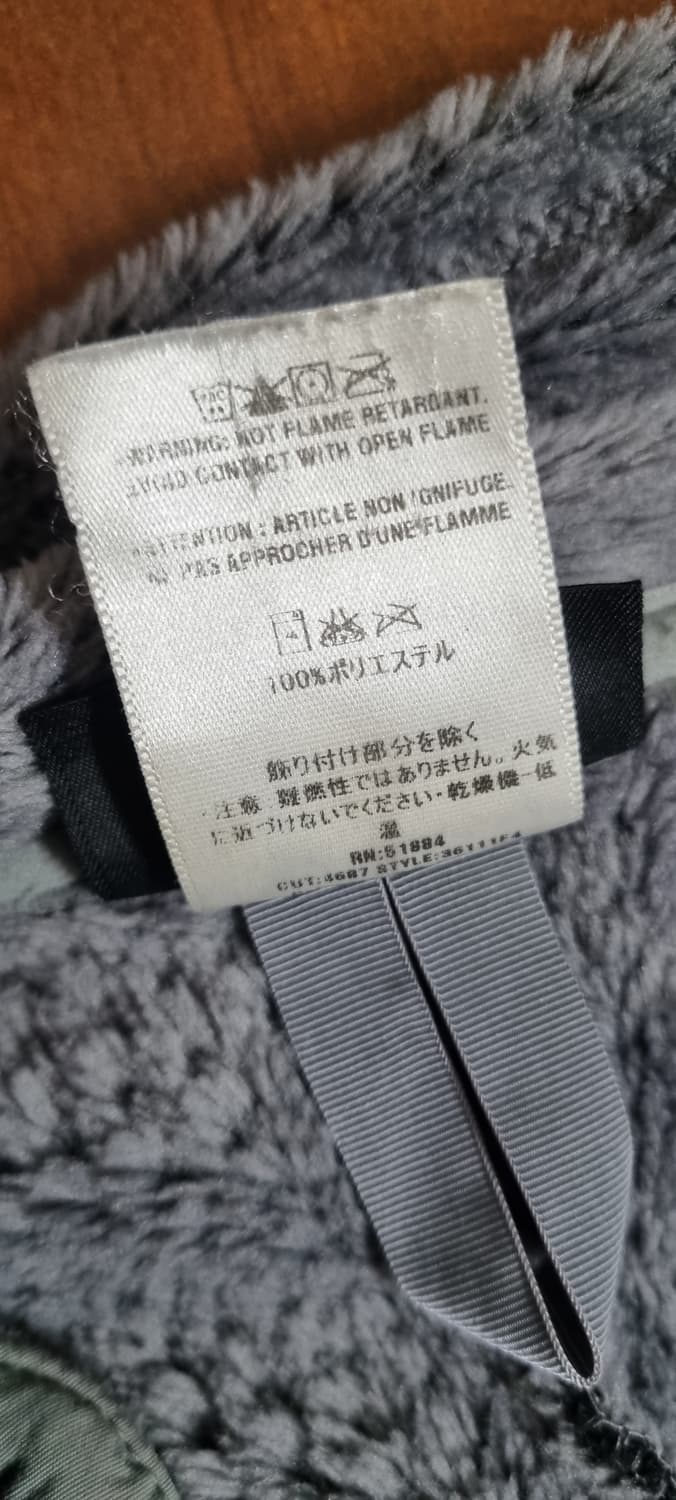 WARNING: NOT FLAME RETARDANT.
AVOID CONTACT WITH OPEN FLAME
ATTENTION : ARTICLE NON IGNIFUGE.
NE PAS APPROCHER D'UNE FLAMME
100%ポリエステル
飾り付け部分を除く
注意: 難燃性ではありません。火気
に近づけないでください・乾燥機−低
温
RN:51884
CUT:4687 STYLE:36111F4